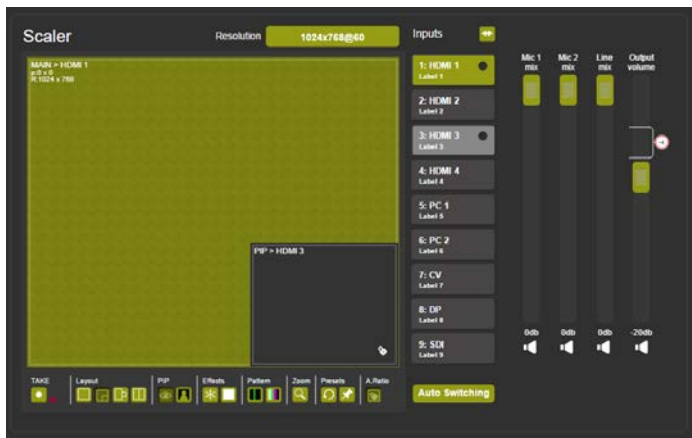 Scaler
Resolution
1024x768@60
Inputs
MAIN > HDMI 1
p:0 x 0
R:1024 x 768
PIP > HDMI 3
1: HDMI 1
Label 1
2: HDMI 2
Label 2
3: HDMI 3
Label 3
4: HDMI 4
Label 4
5: PC 1
Label 5
6: PC 2
Label 6
7: CV
Label 7
8: DP
Label 8
9: SDI
Label 9
Auto Switching
Mic 1
mix
Mic 2
mix
Line
mix
Output
volume
0db
0db
0db
-20db
TAKE
Layout
PIP
Effects
Pattern
Zoom
Presets
A.Ratio